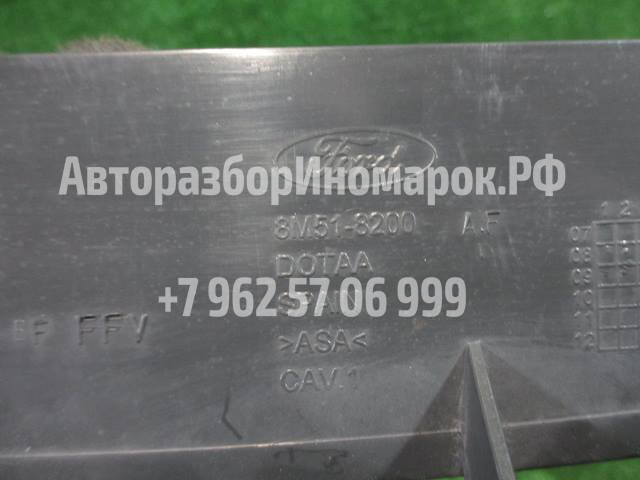 Ford
АвторазборИноМарок.РФ
8M51-8200 A.F
DOTAA
+7 962 57 06 999
SPAIN
FFV
>ASA<
CAV.1
1 2
07
08
09
10
11
12